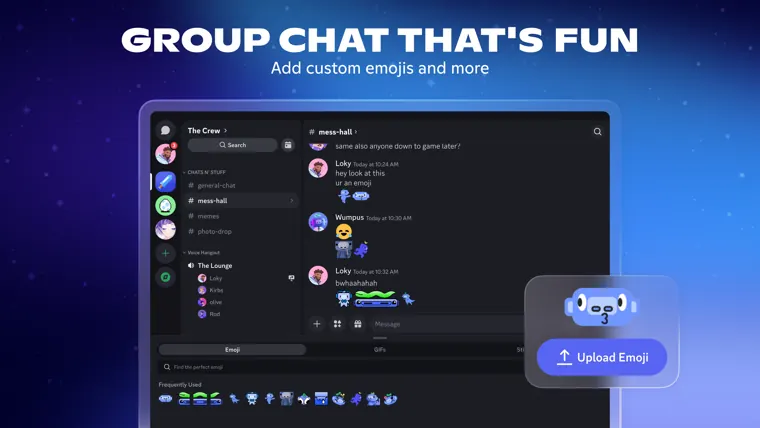 GROUP CHAT THAT'S FUN
Add custom emojis and more
The Crew
Search
CHATS N' STUFF
# general-chat
# mess-hall
# memes
# photo-drop
Voice Hangout
The Lounge
Loky
Kirbs
olive
# mess-hall
same also anyone down to game later?
Loky Today at 10:24 AM
hey look at this
ur an emoji
Wumpus Today at 10:30 AM
Loky Today at 10:32 AM
bwhaahahah
Message
Emoji
GIFs
Find the perfect emoji
Frequently Used
3
Upload Emoji